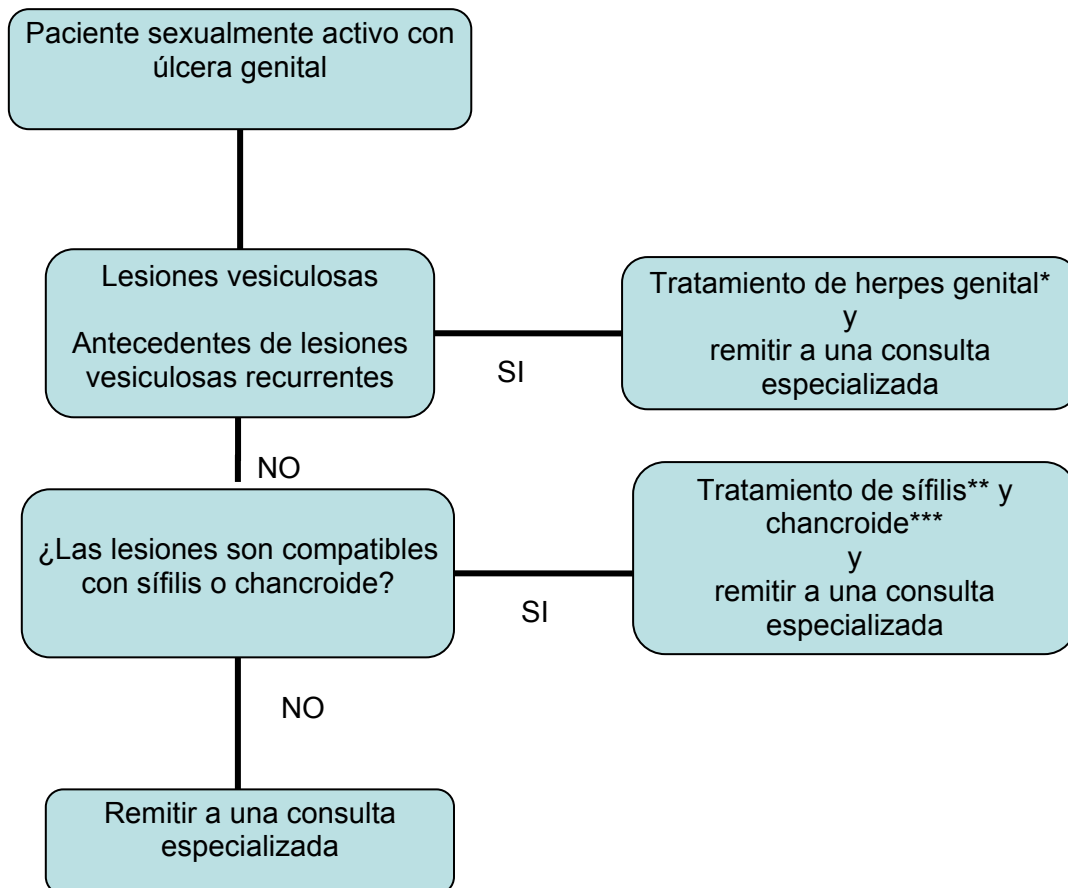 Paciente sexualmente activo con
úlcera genital
Lesiones vesiculosas
Antecedentes de lesiones
vesiculosas recurrentes
SI
Tratamiento de herpes genital*
y
remitir a una consulta
especializada
NO
¿Las lesiones son compatibles
con sífilis o chancroide?
SI
Tratamiento de sífilis** y
chancroide***
y
remitir a una consulta
especializada
NO
Remitir a una consulta
especializada